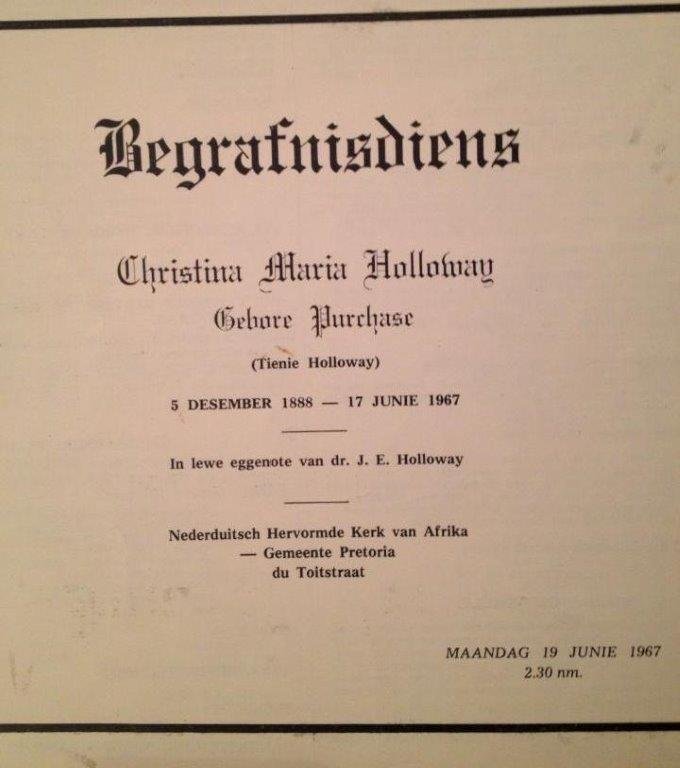 Begrafnisdiens
Christina Maria Holloway
Gebore Purchase
(Tienie Holloway)
5 DESEMBER 1888 — 17 JUNIE 1967
In lewe eggenote van dr. J. E. Holloway
Nederduitsch Hervormde Kerk van Afrika
— Gemeente Pretoria
du Toitstraat
MAANDAG 19 JUNIE 1967
2.30 nm.